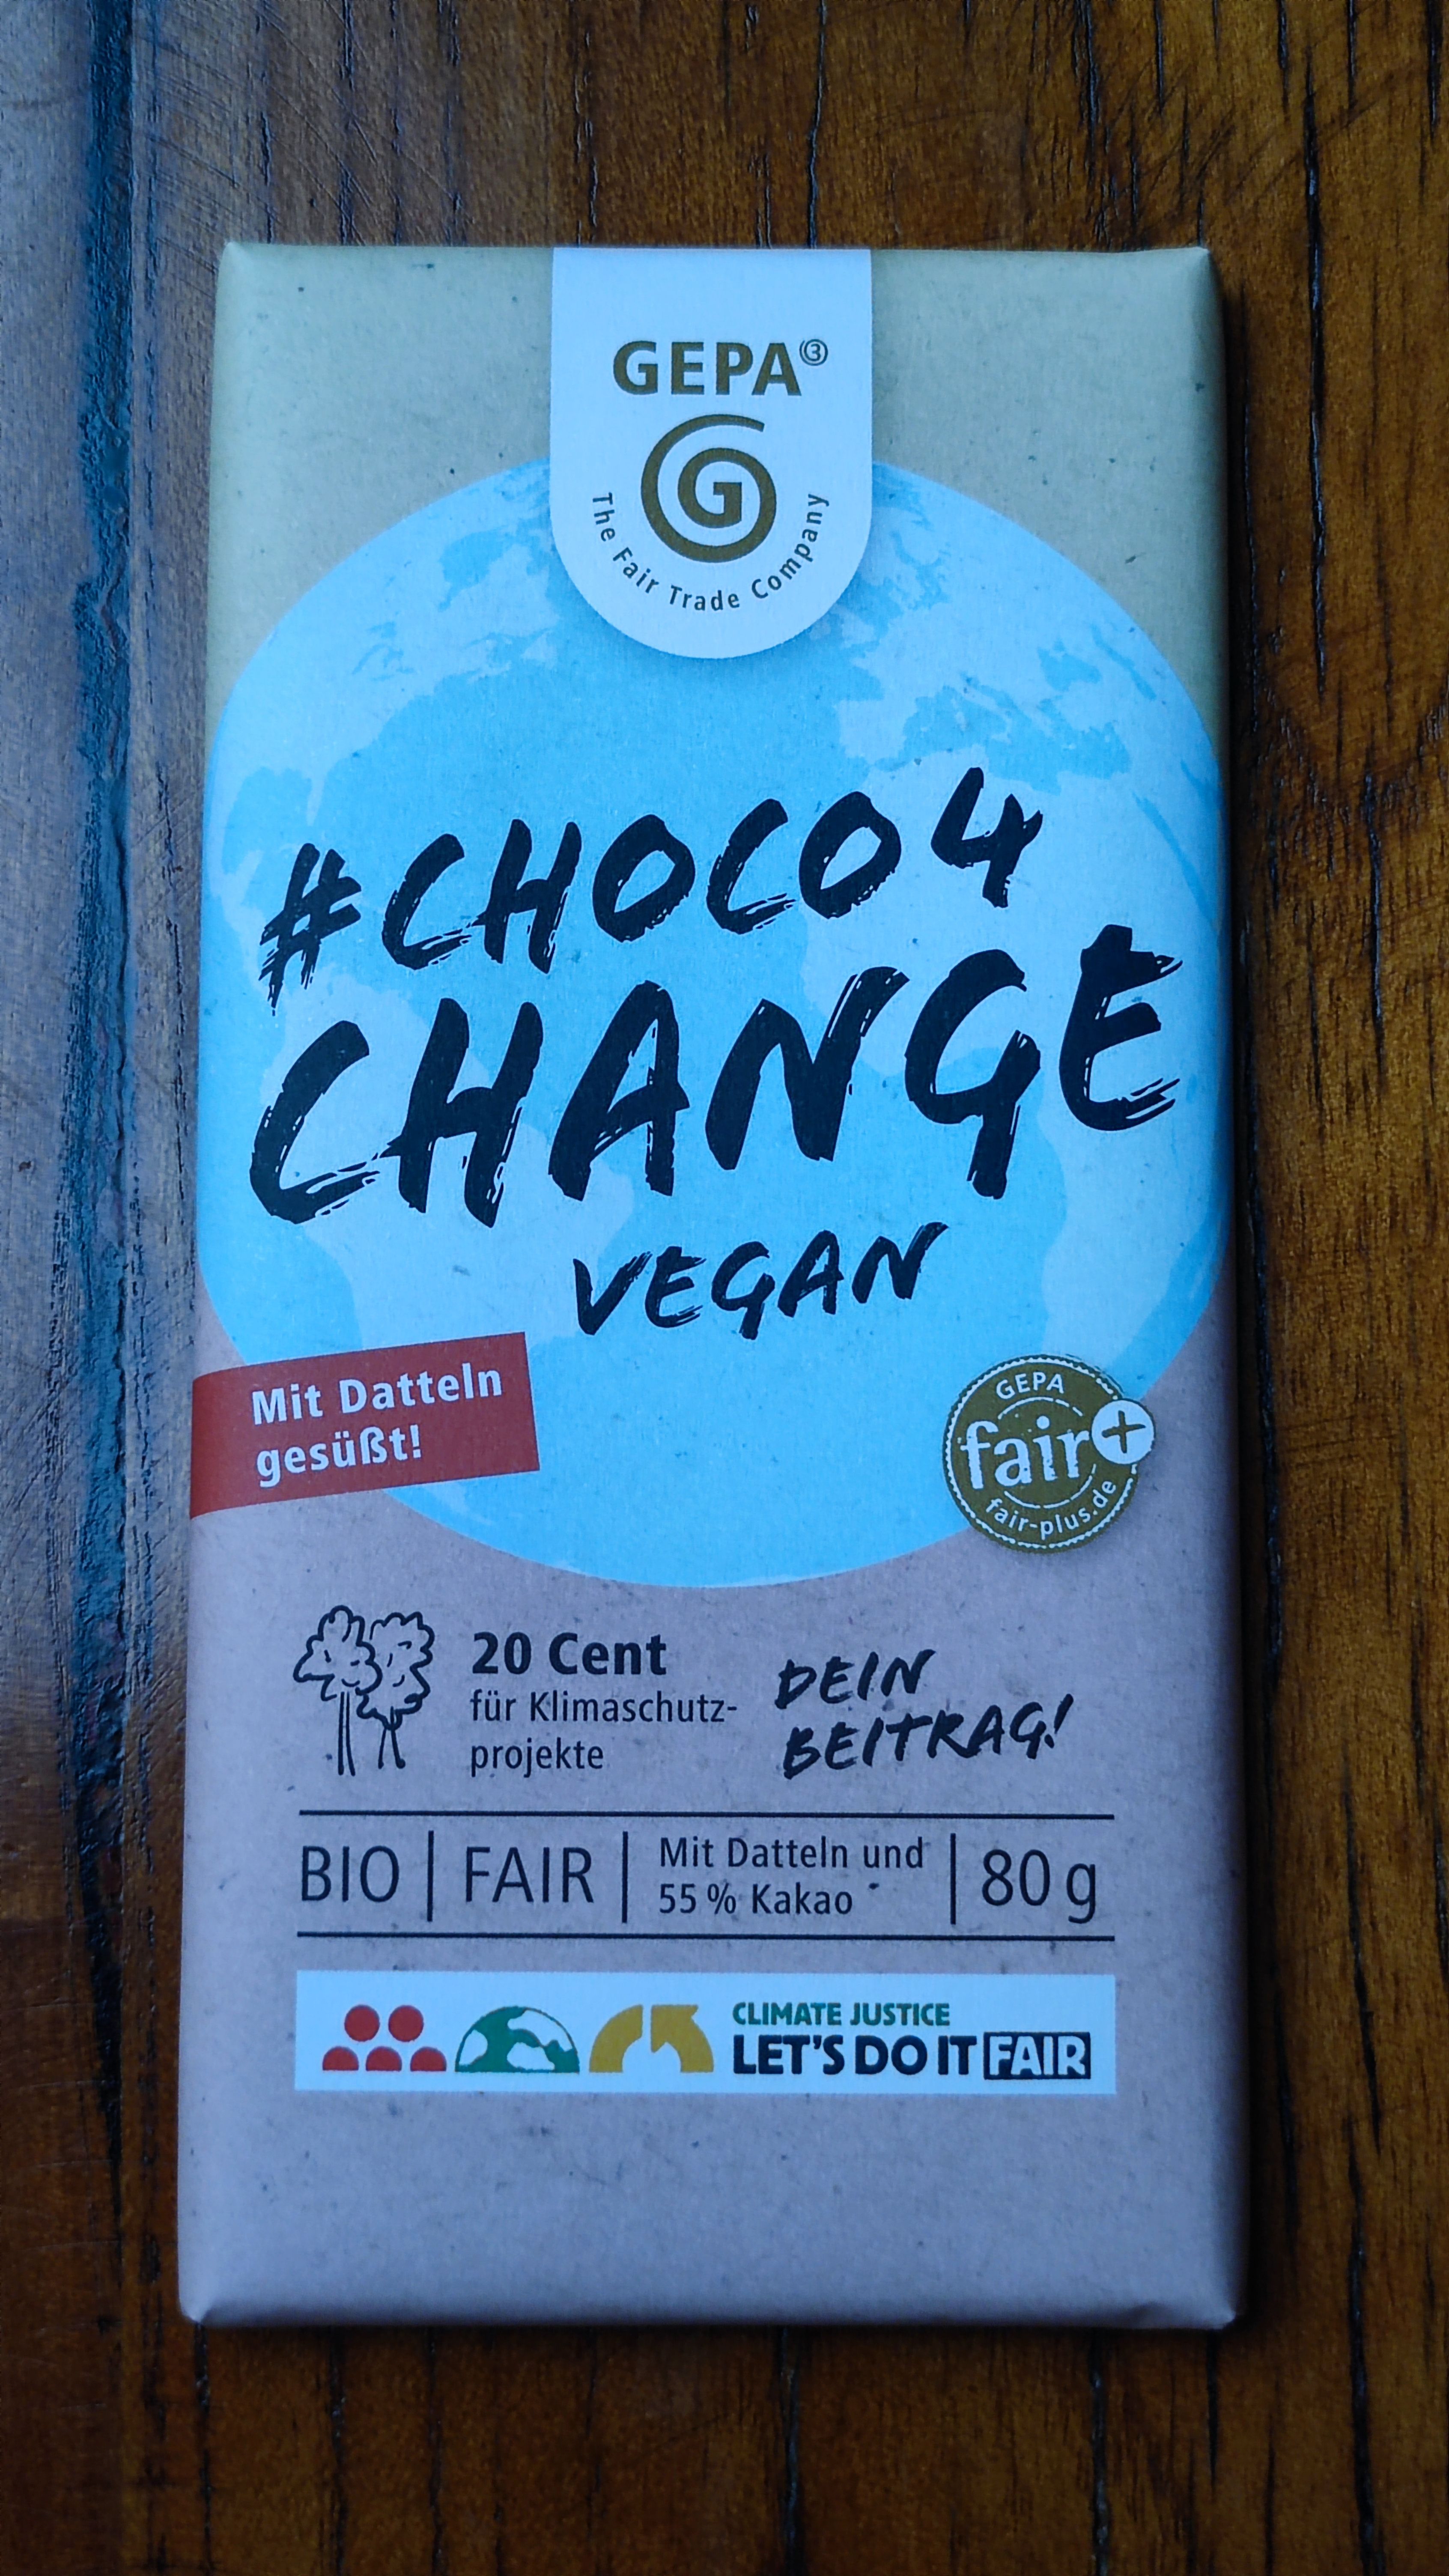 GEPA③
G
The Fair Trade Company
#CHOCO4
CHANGE
VEGAN
Mit Datteln
gesüßt!
GEPA
fair+
fair-plus.de
20 Cent
für Klimaschutz-
projekte
DEIN
BEITRAG!
BIO | FAIR | Mit Datteln und
55 % Kakao | 80 g
CLIMATE JUSTICE
LET'S DO IT FAIR